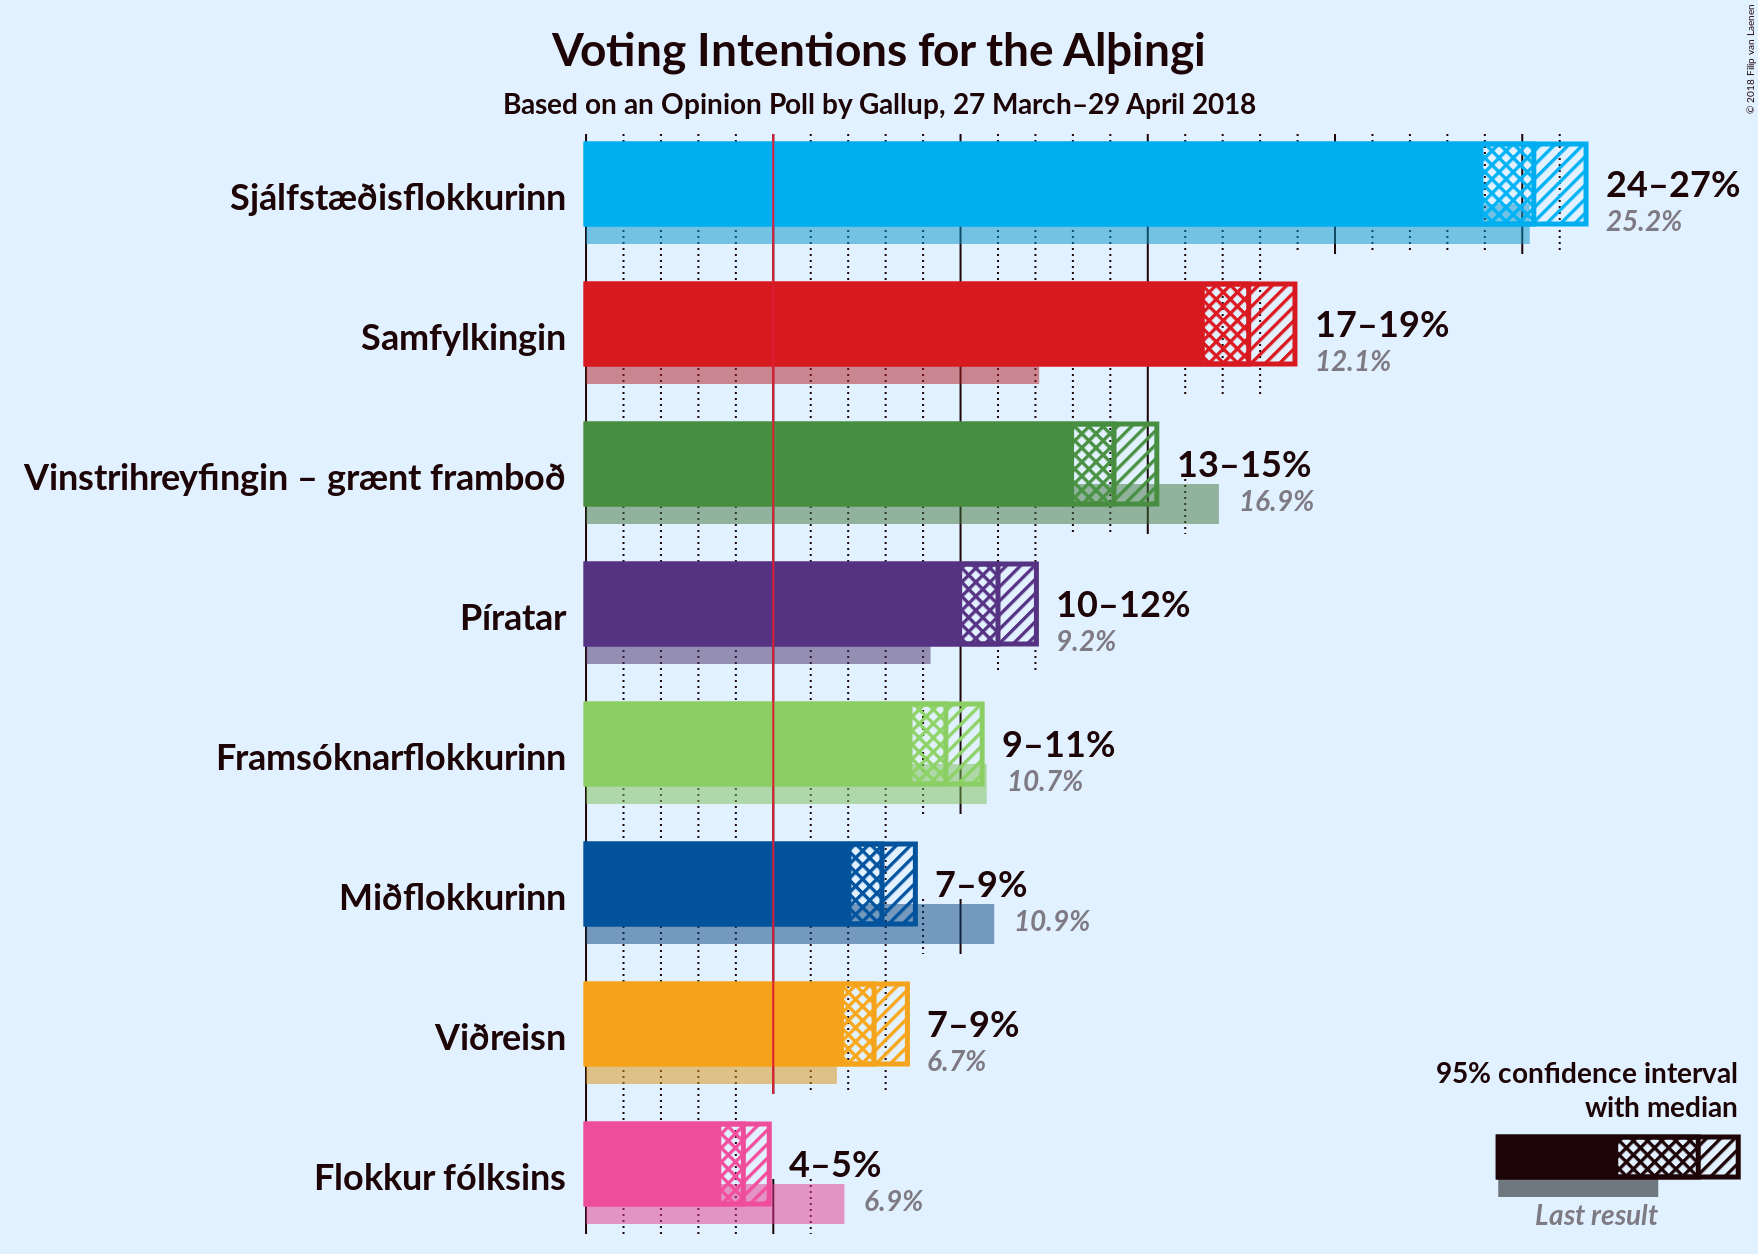 Voting Intentions for the Alþingi
Based on an Opinion Poll by Gallup, 27 March–29 April 2018
© 2018 Filip van Laenen
Sjálfstæðisflokkurinn
24–27%
25.2%
Samfylkingin
17–19%
12.1%
Vinstrihreyfingin – grænt framboð
13–15%
16.9%
Píratar
10–12%
9.2%
Framsóknarflokkurinn
9–11%
10.7%
Miðflokkurinn
7–9%
10.9%
Viðreisn
7–9%
6.7%
Flokkur fólksins
4–5%
6.9%
95% confidence interval
with median
Last result